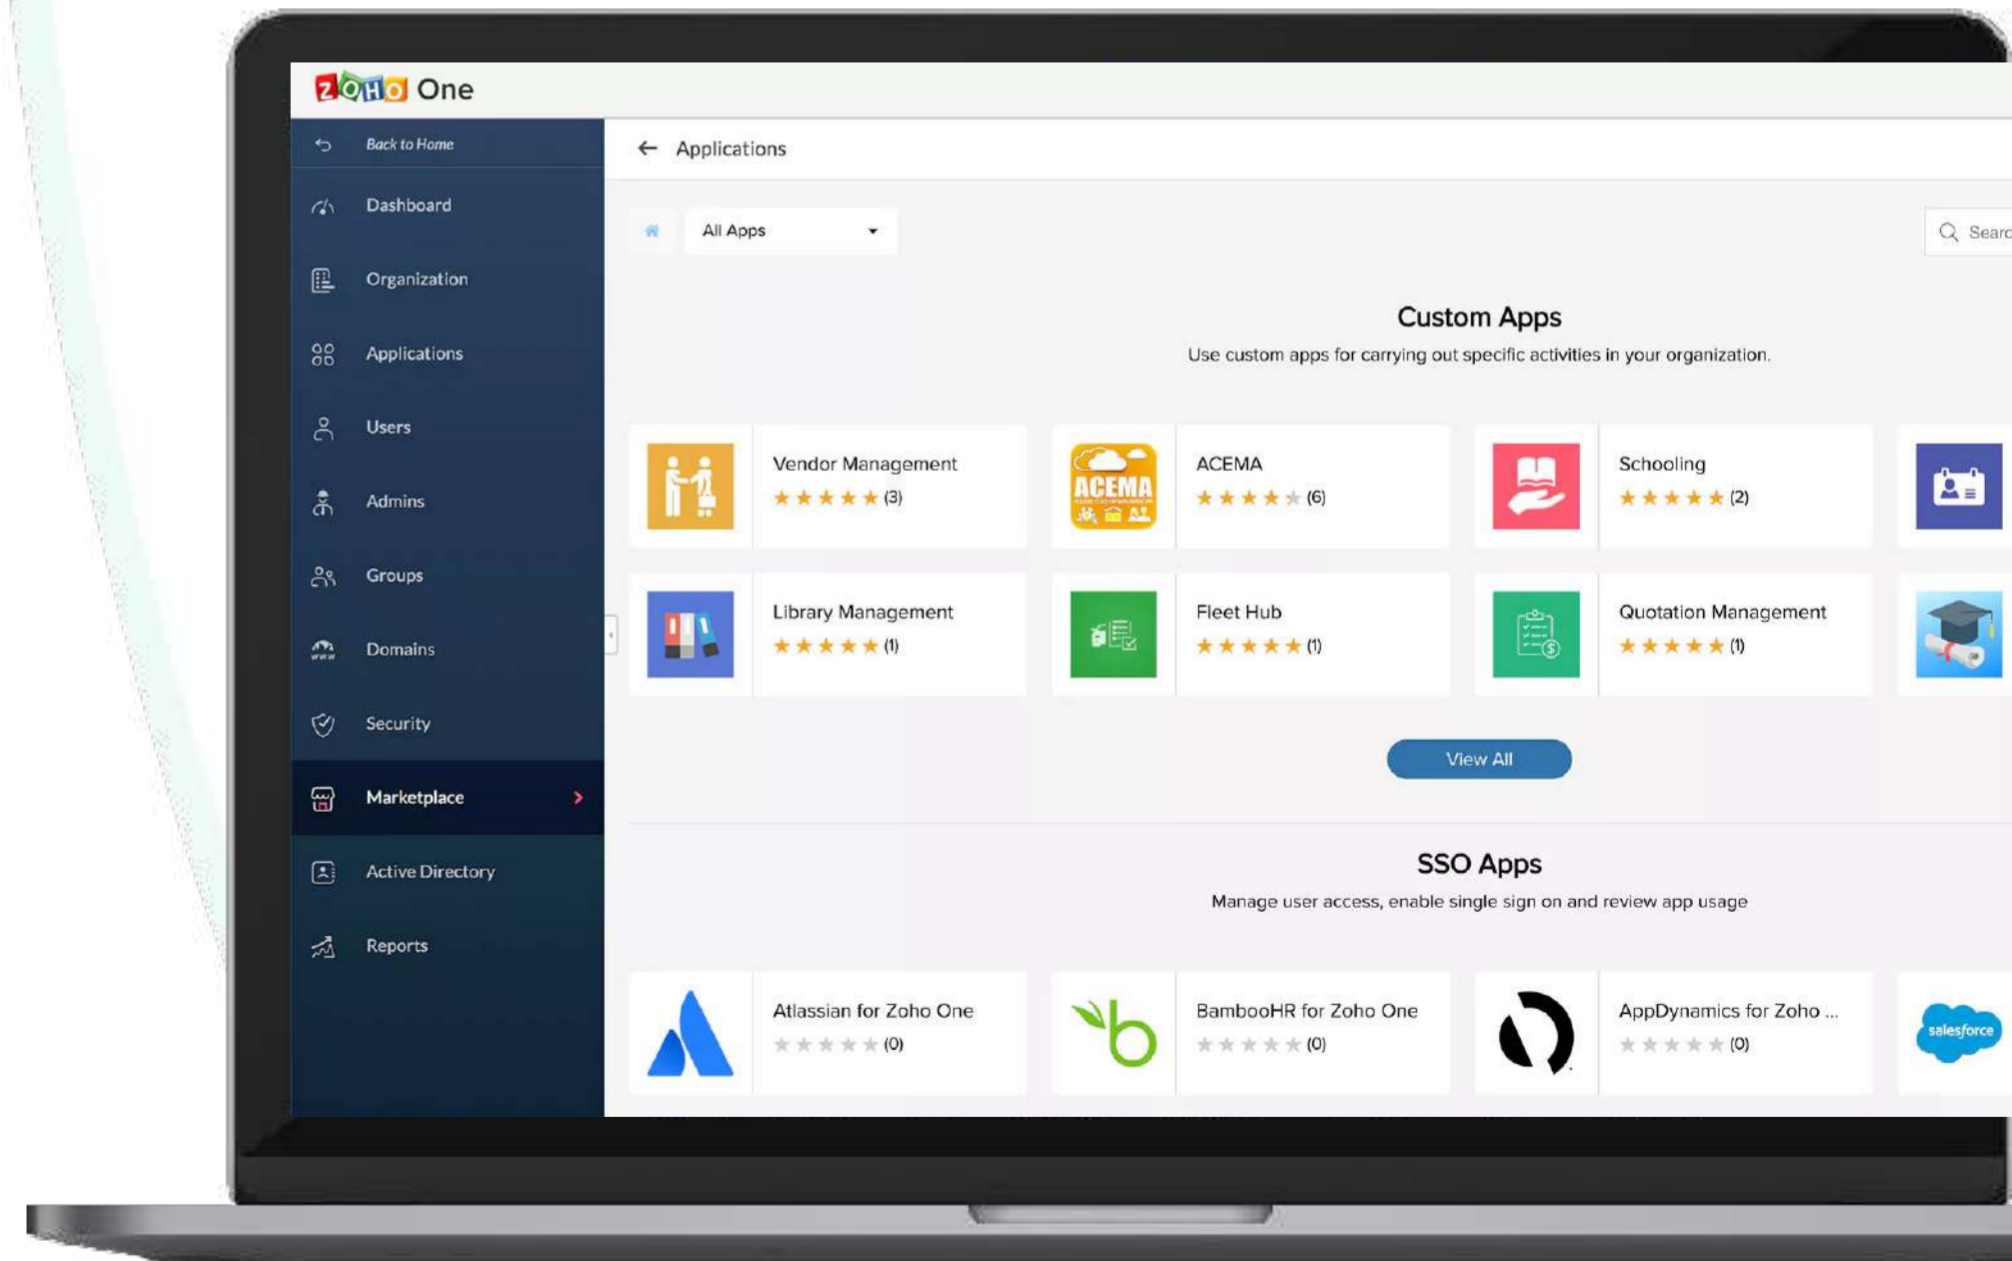 ZOHO One
Back to Home
Dashboard
Organization
Applications
Users
Admins
Groups
Domains
Security
Marketplace
Active Directory
Reports
Applications
All Apps
Searc
Custom Apps
Use custom apps for carrying out specific activities in your organization.
Vendor Management
(3)
ACEMA
ACEMA
(6)
Schooling
(2)
Library Management
(1)
Fleet Hub
(1)
Quotation Management
(1)
View All
SSO Apps
Manage user access, enable single sign on and review app usage
Atlassian for Zoho One
(0)
BambooHR for Zoho One
(0)
AppDynamics for Zoho ...
(0)
salesforce